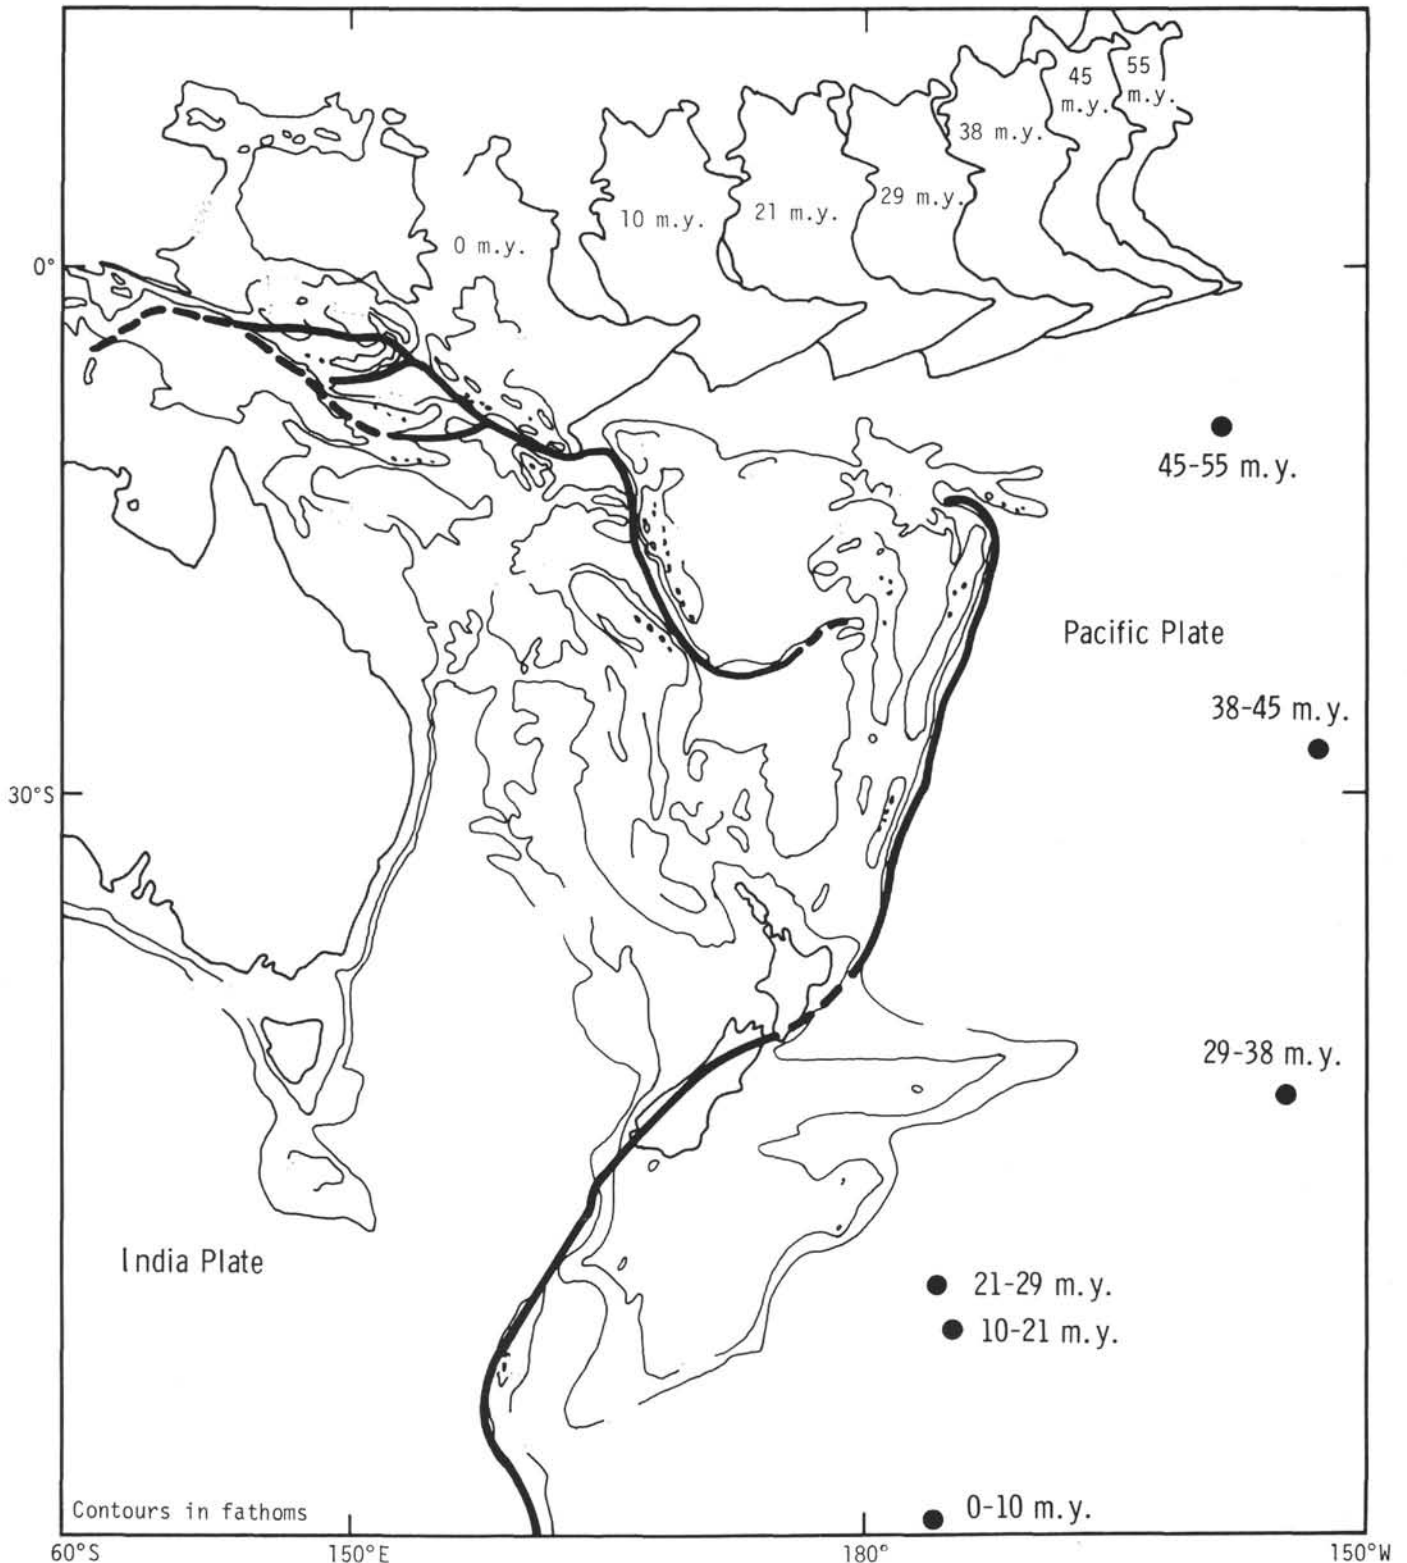 45
m.y.
55
m.y.
38 m.y.
29 m.y.
21 m.y.
10 m.y.
0 m.y.
0°
45-55 m.y.
Pacific Plate
38-45 m.y.
30°S
29-38 m.y.
India Plate
21-29 m.y.
10-21 m.y.
0-10 m.y.
Contours in fathoms
60°S
150°E
180°
150°W